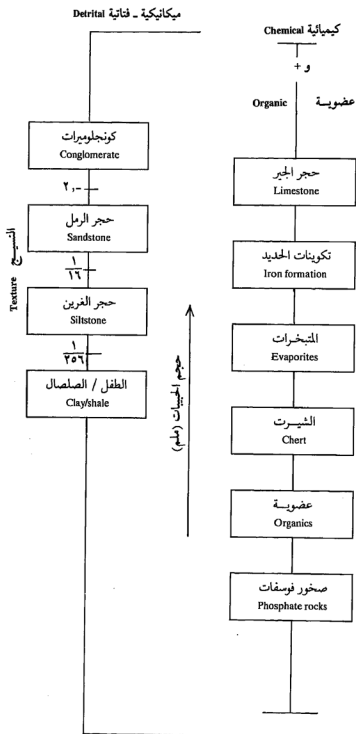 ميكانيكية ـ فتاتية Detrital
كيميائية Chemical
و +
عضويــة Organic
كونجلوميرات
Conglomerate
٢,٠
حجر الرمل
Sandstone
١
١٦
حجر الغرين
Siltstone
١
٢٥٦
الطفل / الصلصال
Clay/shale
النسيج
Texture
حجم الحبيبات (ملم)
حجر الجير
Limestone
تكوينات الحديد
Iron formation
المتبخرات
Evaporites
الشيرت
Chert
عضويــة
Organics
صخور فوسفات
Phosphate rocks